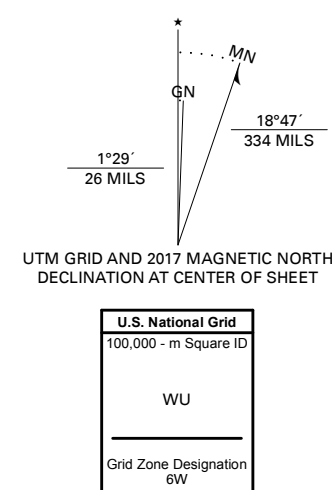 ★
MN
GN
18°47´
334 MILS
1°29´
26 MILS
UTM GRID AND 2017 MAGNETIC NORTH
DECLINATION AT CENTER OF SHEET
U.S. National Grid
100,000 - m Square ID
WU
Grid Zone Designation
6W